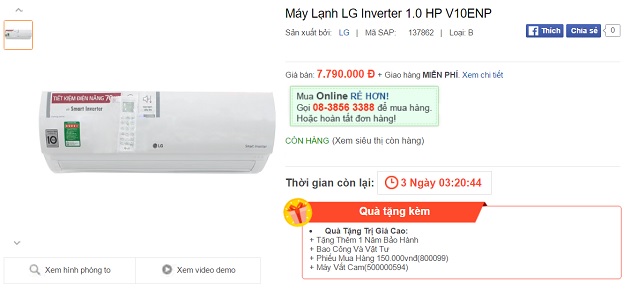 Máy Lạnh LG Inverter 1.0 HP V10ENP
Sản xuất bởi: LG | Mã SAP: 137862 | Loại: B
Thích Chia sẻ 0
Giá bán: 7.790.000 Đ + Giao hàng MIỄN PHÍ. Xem chi tiết
Mua Online RẺ HƠN!
Gọi 08-3856 3388 để mua hàng.
Hoặc hoàn tất đơn hàng!
CÒN HÀNG (Xem siêu thị còn hàng)
Thời gian còn lại: 3 Ngày 03:20:44
Quà tặng kèm
• Quà Tặng Trị Giá Cao:
+ Tặng Thêm 1 Năm Bảo Hành
+ Bao Công Và Vật Tư
+ Phiếu Mua Hàng 150.000vnđ(800099)
+ Máy Vắt Cam(500000594)
TIẾT KIỆM ĐIỆN NĂNG
Smart Inverter
10
LG
Smart Inverter
Xem hình phóng to
Xem video demo